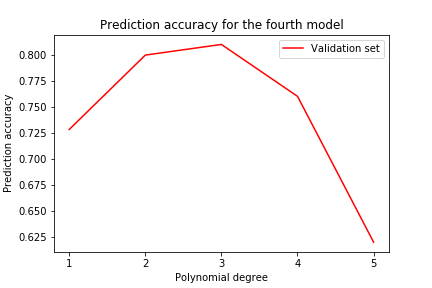 Prediction accuracy for the fourth model
Validation set
Prediction accuracy
0.800
0.775
0.750
0.725
0.700
0.675
0.650
0.625
1 2 3 4 5
Polynomial degree